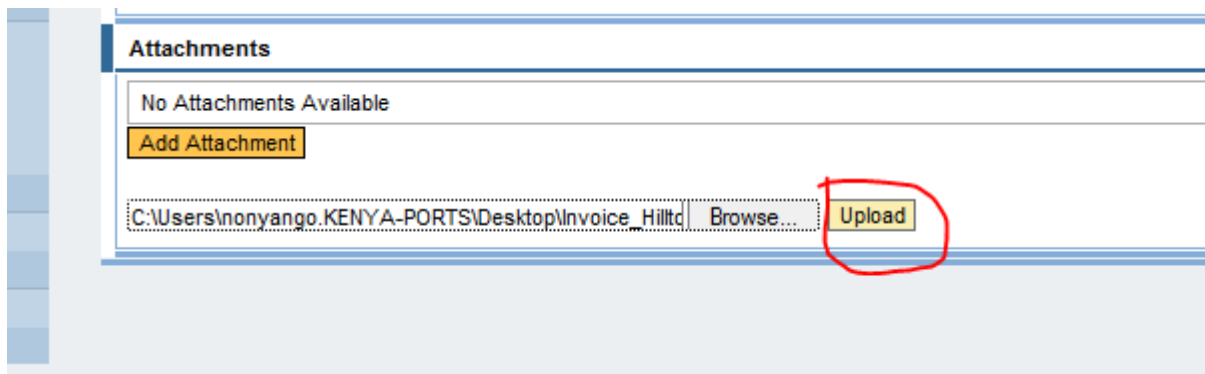 Attachments
No Attachments Available
Add Attachment
C:\Users\nonyango.KENYA-PORTS\Desktop\Invoice_Hillto Browse... Upload